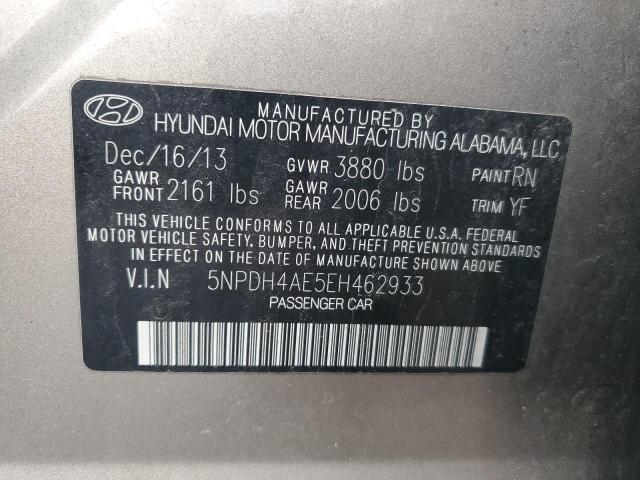 MANUFACTURED BY
HYUNDAI MOTOR MANUFACTURING ALABAMA, LLC
Dec/16/13 GVWR 3880 lbs PAINT RN
GAWR FRONT 2161 lbs GAWR REAR 2006 lbs TRIM YF
THIS VEHICLE CONFORMS TO ALL APPLICABLE U.S.A. FEDERAL
MOTOR VEHICLE SAFETY, BUMPER, AND THEFT PREVENTION STANDARDS
IN EFFECT ON THE DATE OF MANUFACTURE SHOWN ABOVE.
V.I.N 5NPDH4AE5EH462933
PASSENGER CAR